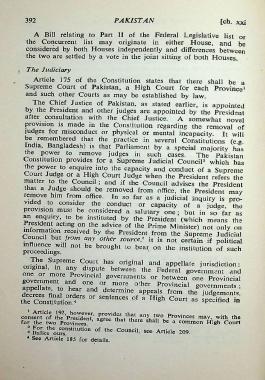 392 PAKISTAN [ch. xxi
A Bill relating to Part II of the Federal Legislative list or
the Concurrent list may originate in either House, and be
considered by both Houses independently and differences between
the two are settled by a vote in the joint sitting of both Houses.
The Judiciary
Article 175 of the Constitution states that there shall be a
Supreme Court of Pakistan, a High Court for each Province¹
and such other Courts as may be established by law.
The Chief Justice of Pakistan, as stated earlier, is appointed
by the President and other judges are appointed by the President
after consultation with the Chief Justice. A somewhat novel
provision is made in the Constitution regarding the removal of
judges for misconduct or physical or mental incapacity. It will
be remembered that the practice in several Constitutions (e.g.
India, Bangladesh) is that Parliament by a special majority has
the power to remove judges in such cases. The Pakistan
Constitution provides for a Supreme Judicial Council² which has
the power to enquire into the capacity and conduct of a Supreme
Court Judge or a High Court Judge when the President refers the
matter to the Council; and if the Council advises the President
that a Judge should be removed from office, the President may
remove him from office. In so far as a judicial inquiry is pro-
vided to consider the conduct or capacity of a judge, the
provision must be considered a salutary one; but in so far as
an enquiry, to be instituted by the President (which means the
President acting on the advice of the Prime Minister) not only on
information received by the President from the Supreme Judicial
Council but 'from any other source'³ it is not certain if political
influence will not be brought to bear on the institution of such
proceedings.
The Supreme Court has original and appellate jurisdiction:
original, in any dispute between the Federal government and
one or more Provincial governments or between one Provincial
government and one or more other Provincial governments;
appellate, to hear and determine appeals from the judgements,
decrees final orders or sentences of a High Court as specified in
the Constitution.⁴
¹ Article 192, however, provides that any two Provinces may, with the
consent of the President, agree that there shall be a common High Court
for the two Provinces.
² For the constitution of the Council, see Article 209.
³ Italics ours.
⁴ See Article 185 for details.